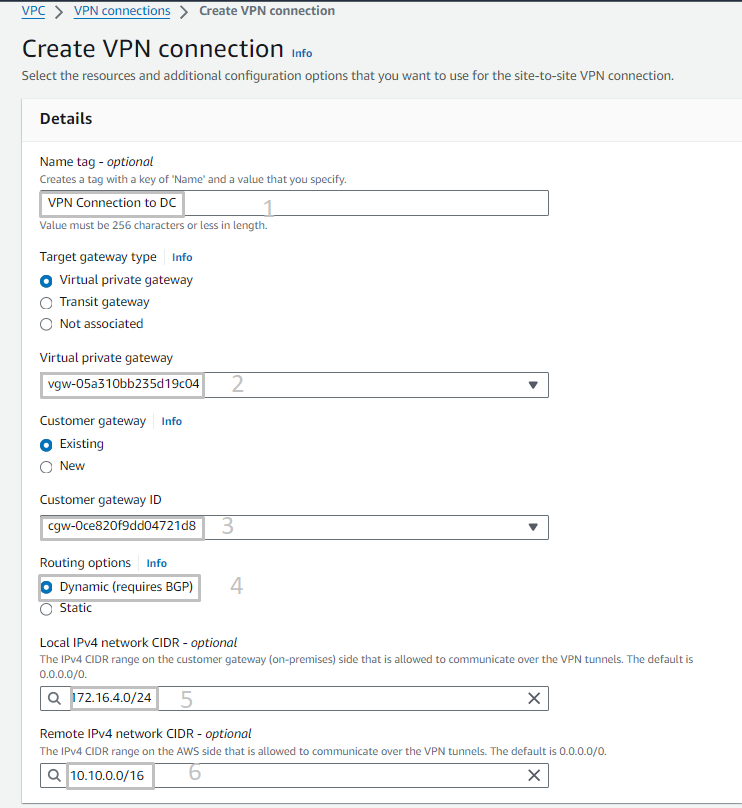 VPC > VPN connections > Create VPN connection
Create VPN connection Info
Select the resources and additional configuration options that you want to use for the site-to-site VPN connection.
Details
Name tag - optional
Creates a tag with a key of 'Name' and a value that you specify.
VPN Connection to DC 1
Value must be 256 characters or less in length.
Target gateway type Info
Virtual private gateway
Transit gateway
Not associated
Virtual private gateway
vgw-05a310bb235d19c04 2
Customer gateway Info
Existing
New
Customer gateway ID
cgw-0ce820f9dd04721d8 3
Routing options Info
Dynamic (requires BGP) 4
Static
Local IPv4 network CIDR - optional
The IPv4 CIDR range on the customer gateway (on-premises) side that is allowed to communicate over the VPN tunnels. The default is
0.0.0.0/0.
172.16.4.0/24 5
Remote IPv4 network CIDR - optional
The IPv4 CIDR range on the AWS side that is allowed to communicate over the VPN tunnels. The default is 0.0.0.0/0.
10.10.0.0/16 6